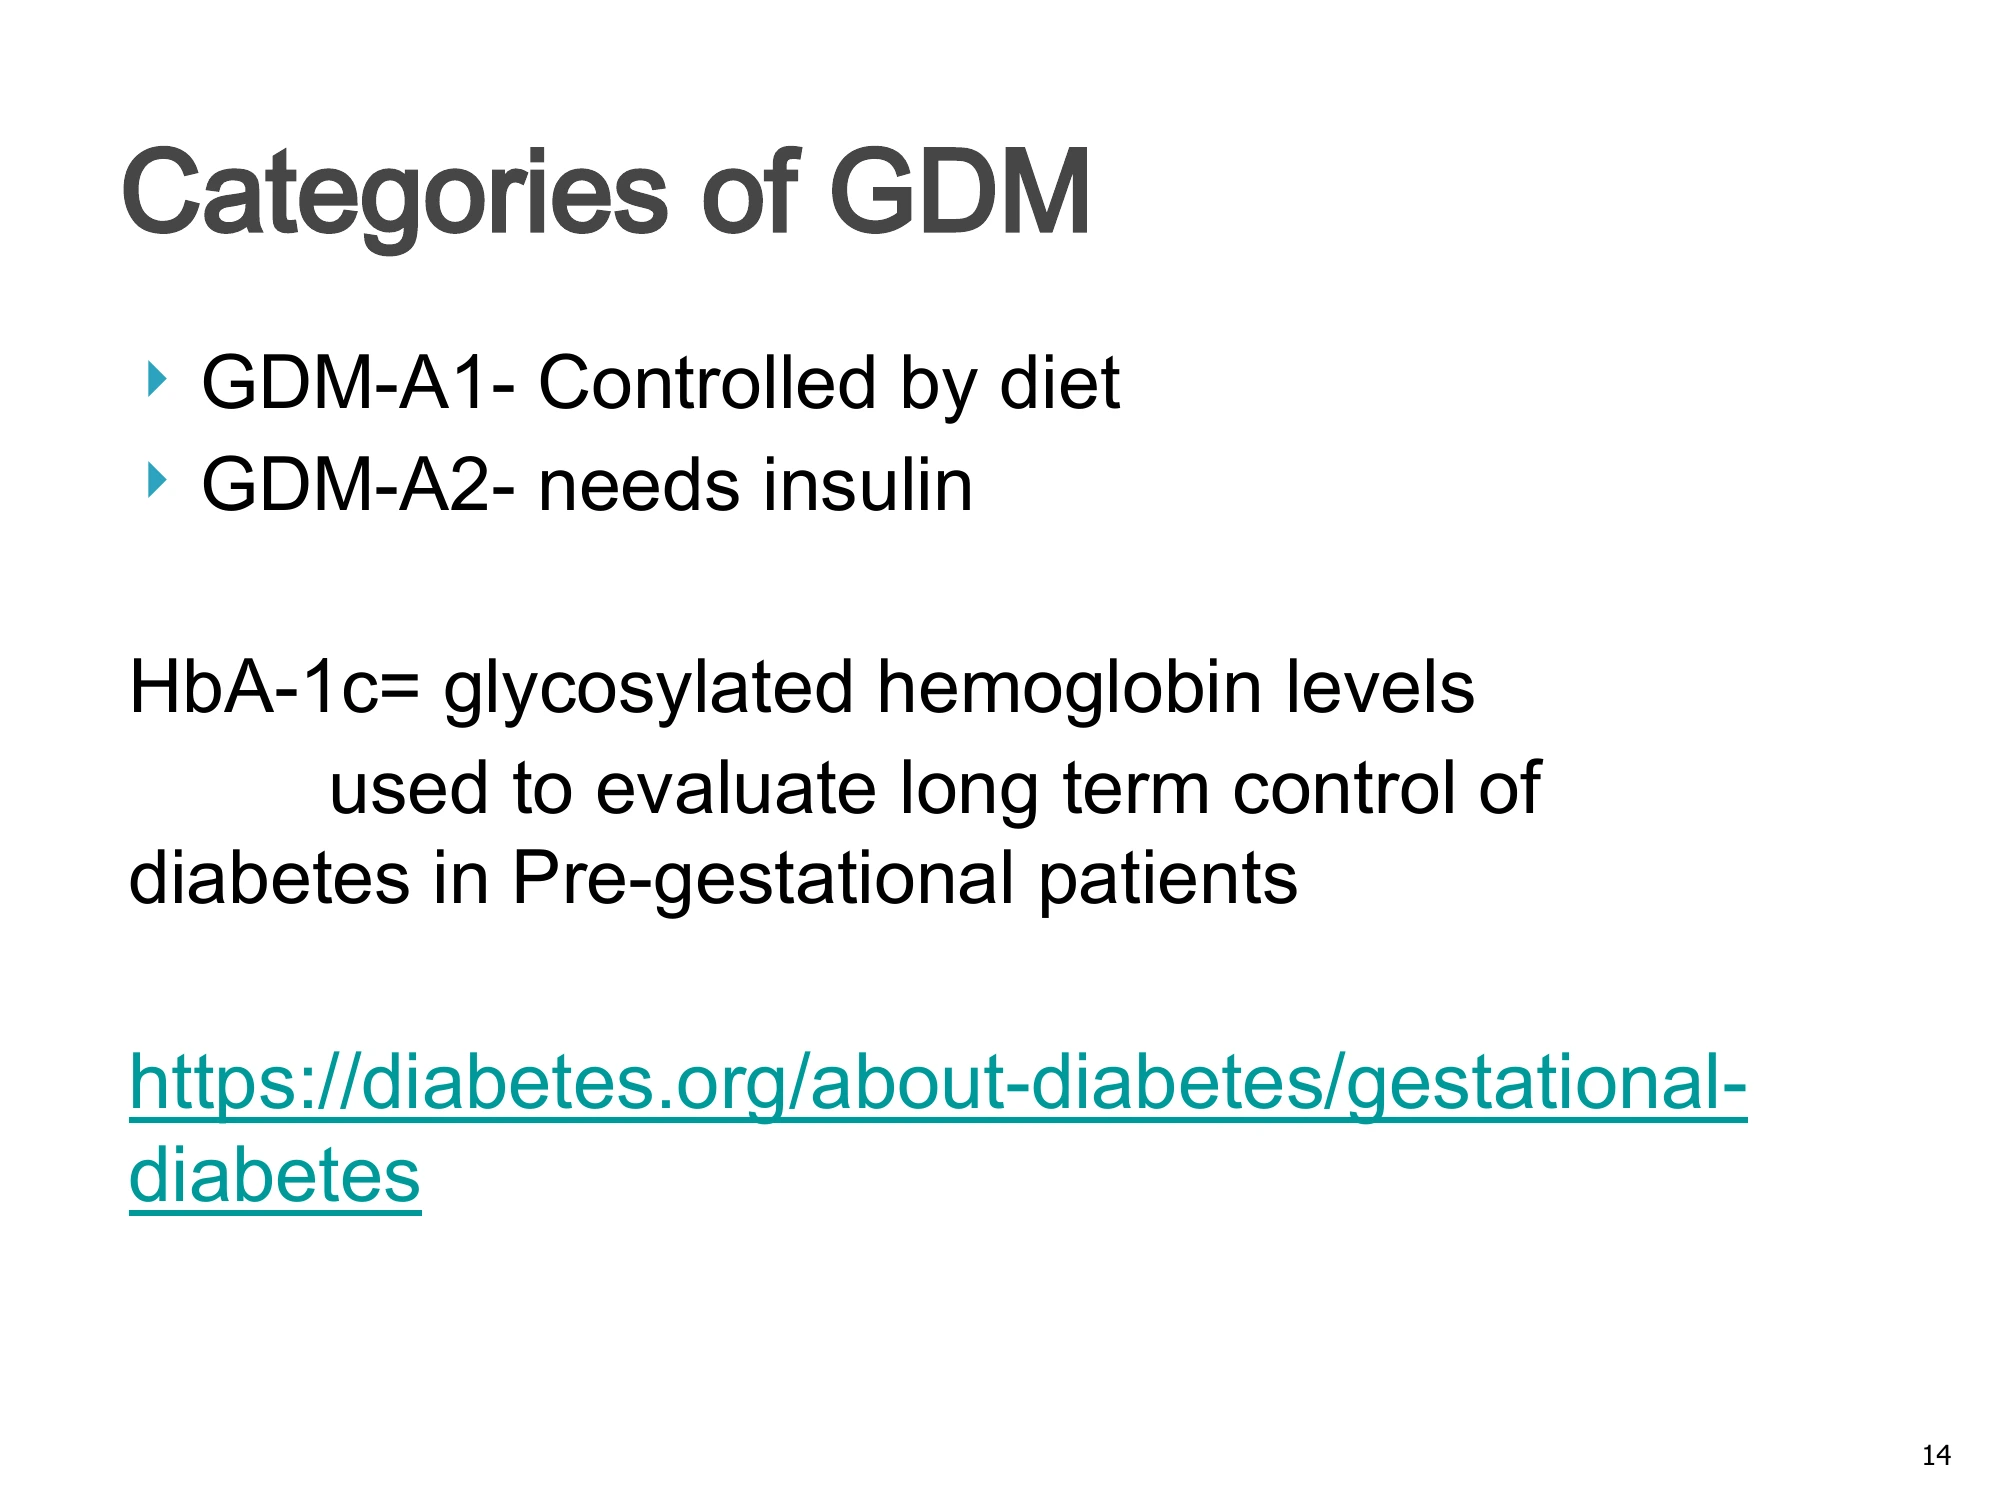 Categories of GDM
GDM-A1- Controlled by diet
GDM-A2- needs insulin
HbA-1c= glycosylated hemoglobin levels
used to evaluate long term control of
diabetes in Pre-gestational patients
https://diabetes.org/about-diabetes/gestational-
diabetes
14